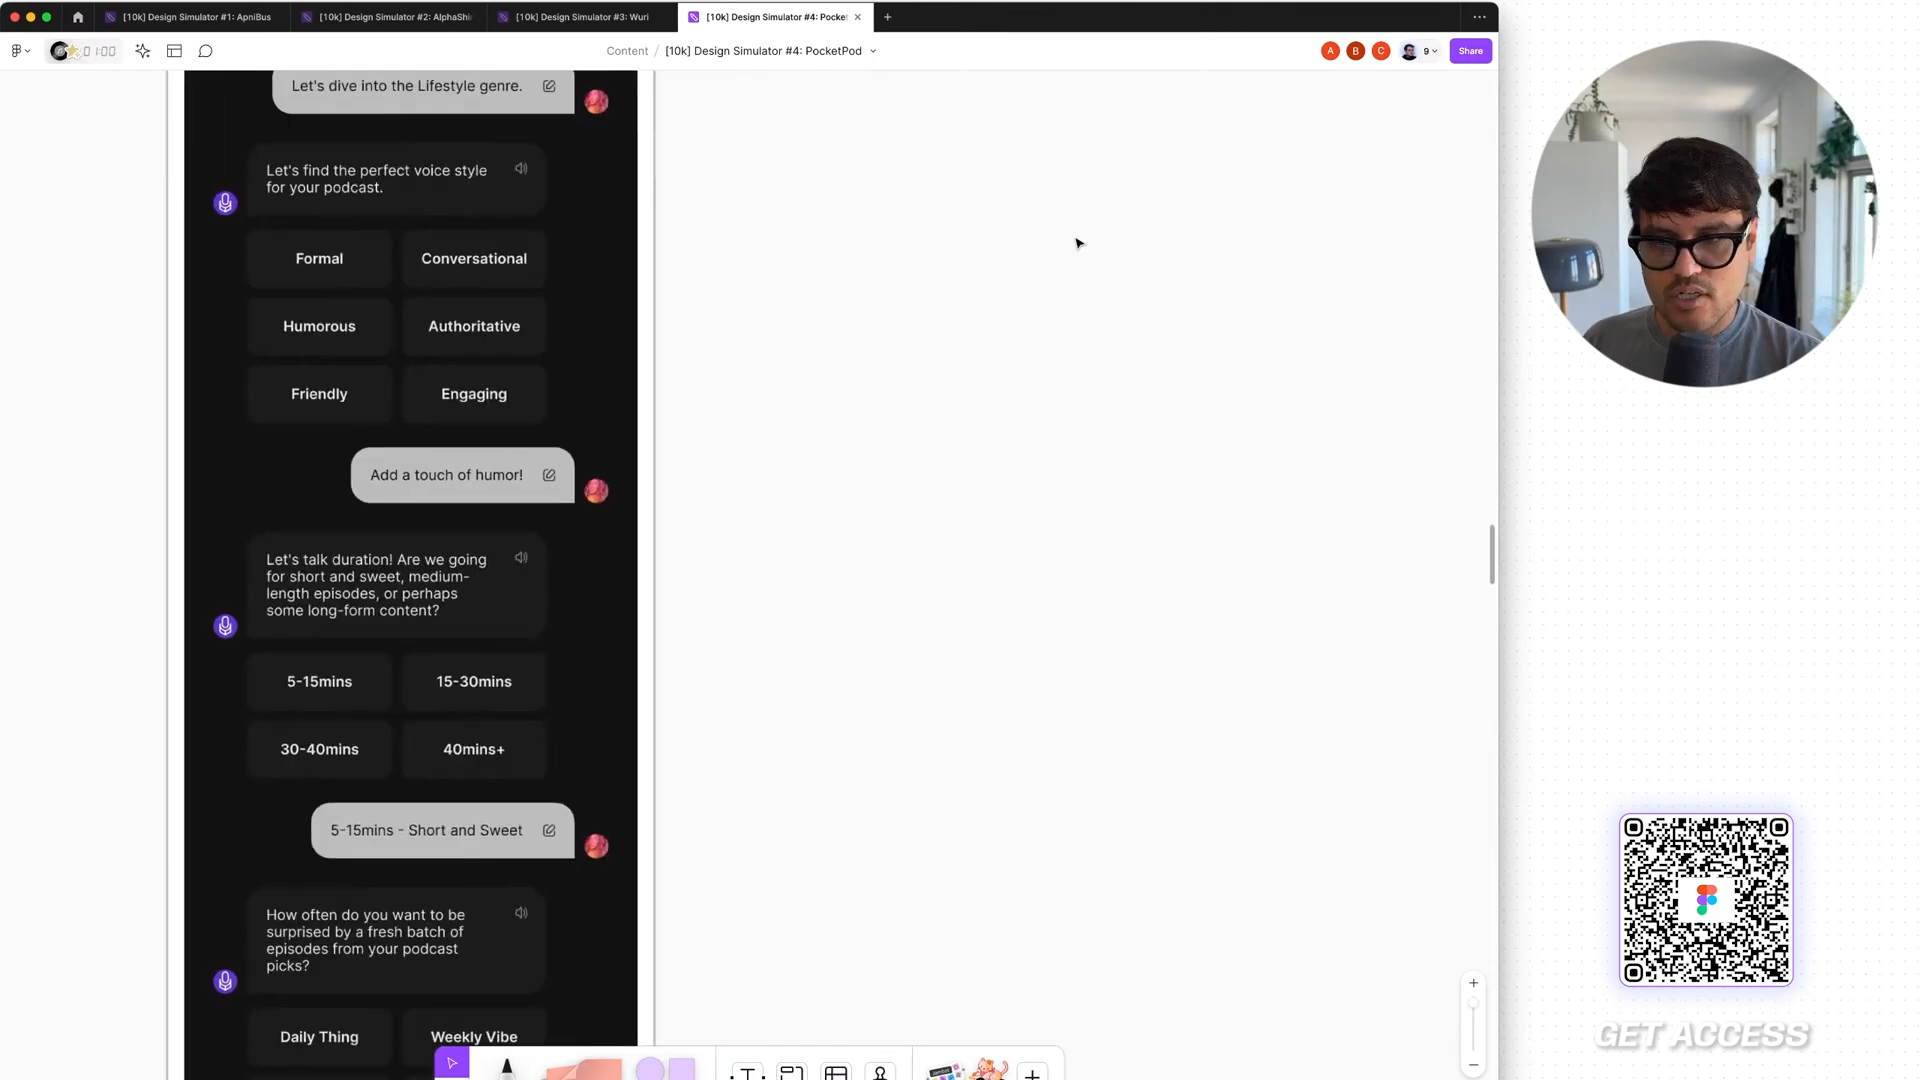 [10k] Design Simulator #1: ApniBus
[10k] Design Simulator #2: AlphaShi
[10k] Design Simulator #3: Wuri
[10k] Design Simulator #4: Pocket
01:00
Content / [10k] Design Simulator #4: PocketPod
A B C 9 Share
Let's dive into the Lifestyle genre.
Let's find the perfect voice style
for your podcast.
Formal Conversational
Humorous Authoritative
Friendly Engaging
Add a touch of humor!
Let's talk duration! Are we going
for short and sweet, medium-
length episodes, or perhaps
some long-form content?
5-15mins 15-30mins
30-40mins 40mins+
5-15mins - Short and Sweet
How often do you want to be
surprised by a fresh batch of
episodes from your podcast
picks?
Daily Thing Weekly Vibe
GET ACCESS